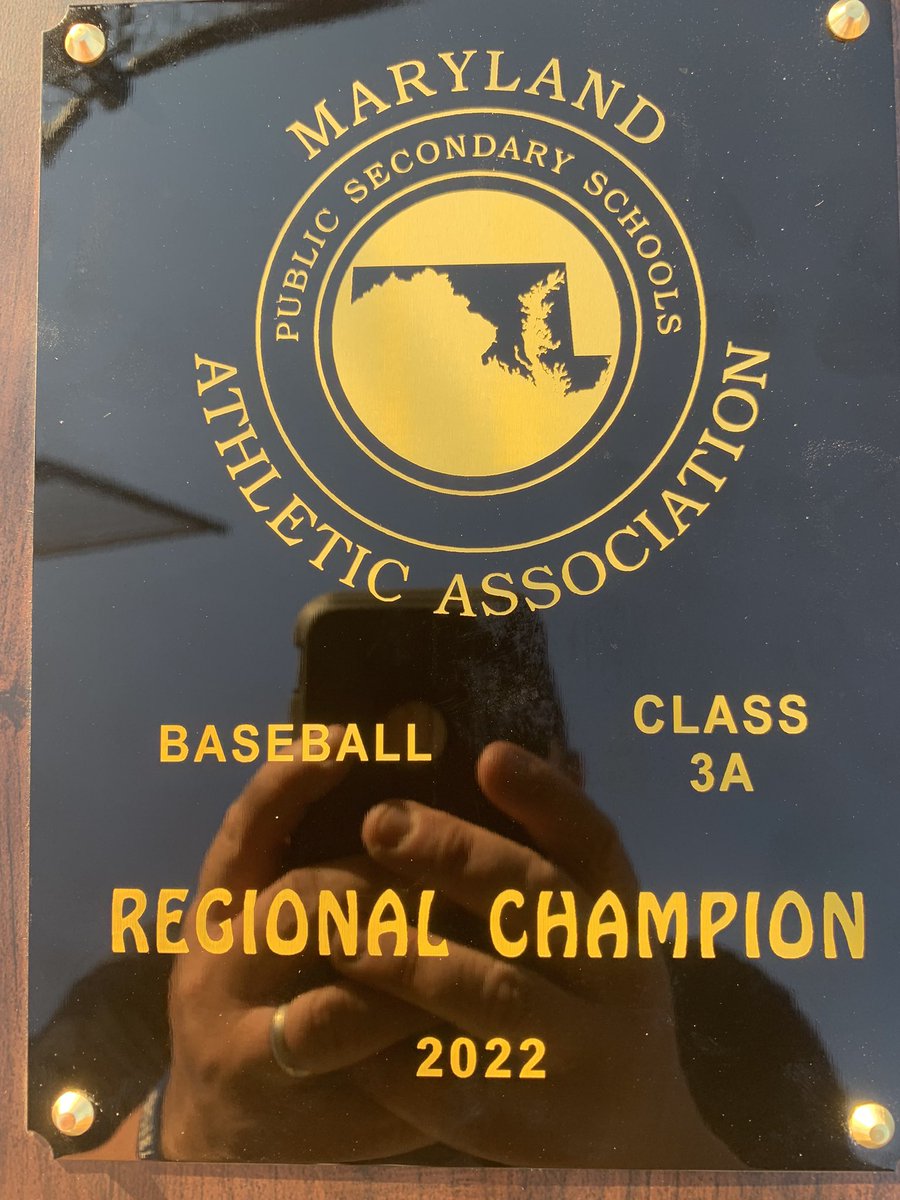 MARYLAND
PUBLIC SECONDARY SCHOOLS
ATHLETIC ASSOCIATION
BASEBALL
CLASS
3A
REGIONAL CHAMPION
2022